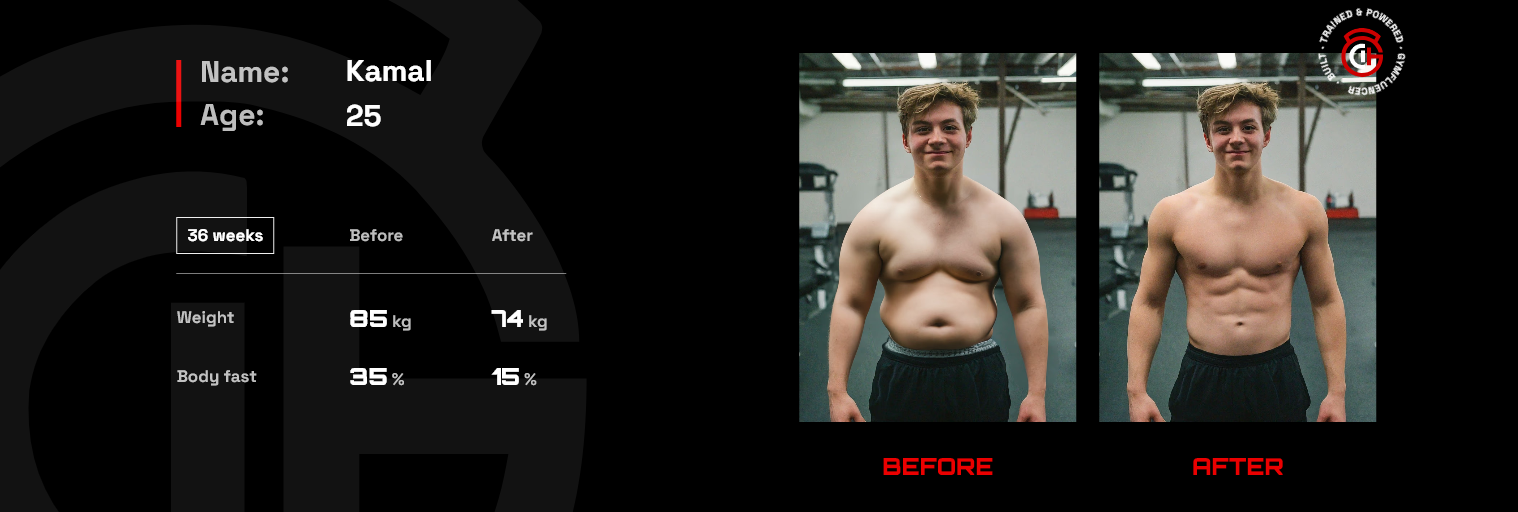 Name: Kamal
Age: 25
36 weeks Before After
Weight 85 kg 74 kg
Body fast 35 % 15 %
BEFORE AFTER
TRAINED & POWERED · GYMFLUENCER · BUILT ·